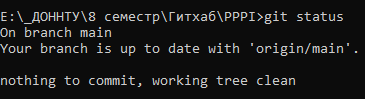 E:\_ДОННТУ\8 семестр\Гитхаб\PPPI>git status
On branch main
Your branch is up to date with 'origin/main'.
nothing to commit, working tree clean